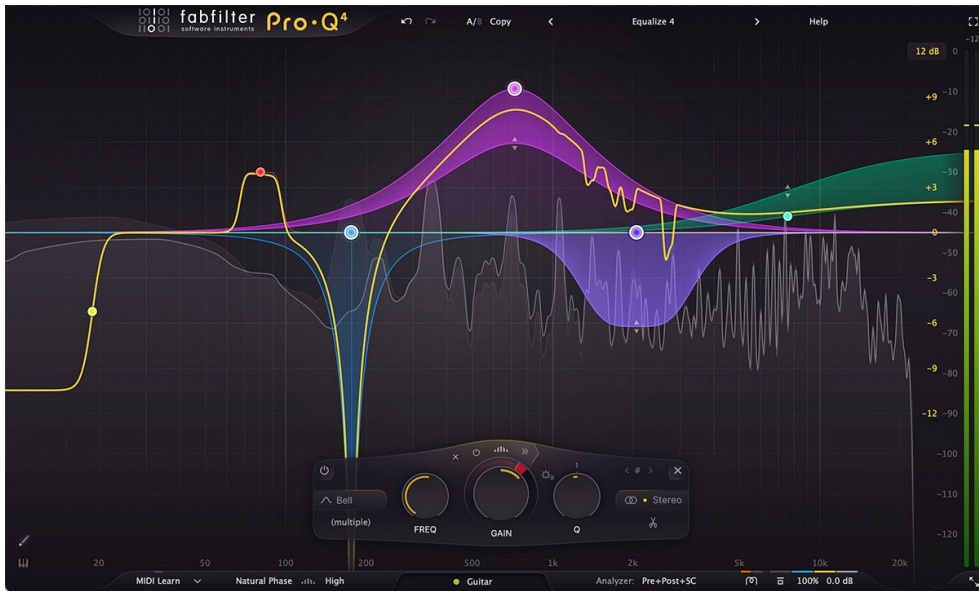 fabfilter
software instruments
Pro·Q⁴
A/B Copy
Equalize 4
Help
12 dB
-12
0
+9
-10
-20
+6
-30
+3
-40
0
-50
-3
-60
-6
-70
-9
-80
-12
-90
-100
-110
-120
Bell
(multiple)
FREQ
GAIN
1
Q
< # >
Stereo
20
50
100
200
500
1k
2k
5k
10k
20k
MIDI Learn
Natural Phase
High
Guitar
Analyzer: Pre+Post+SC
100%
0.0 dB